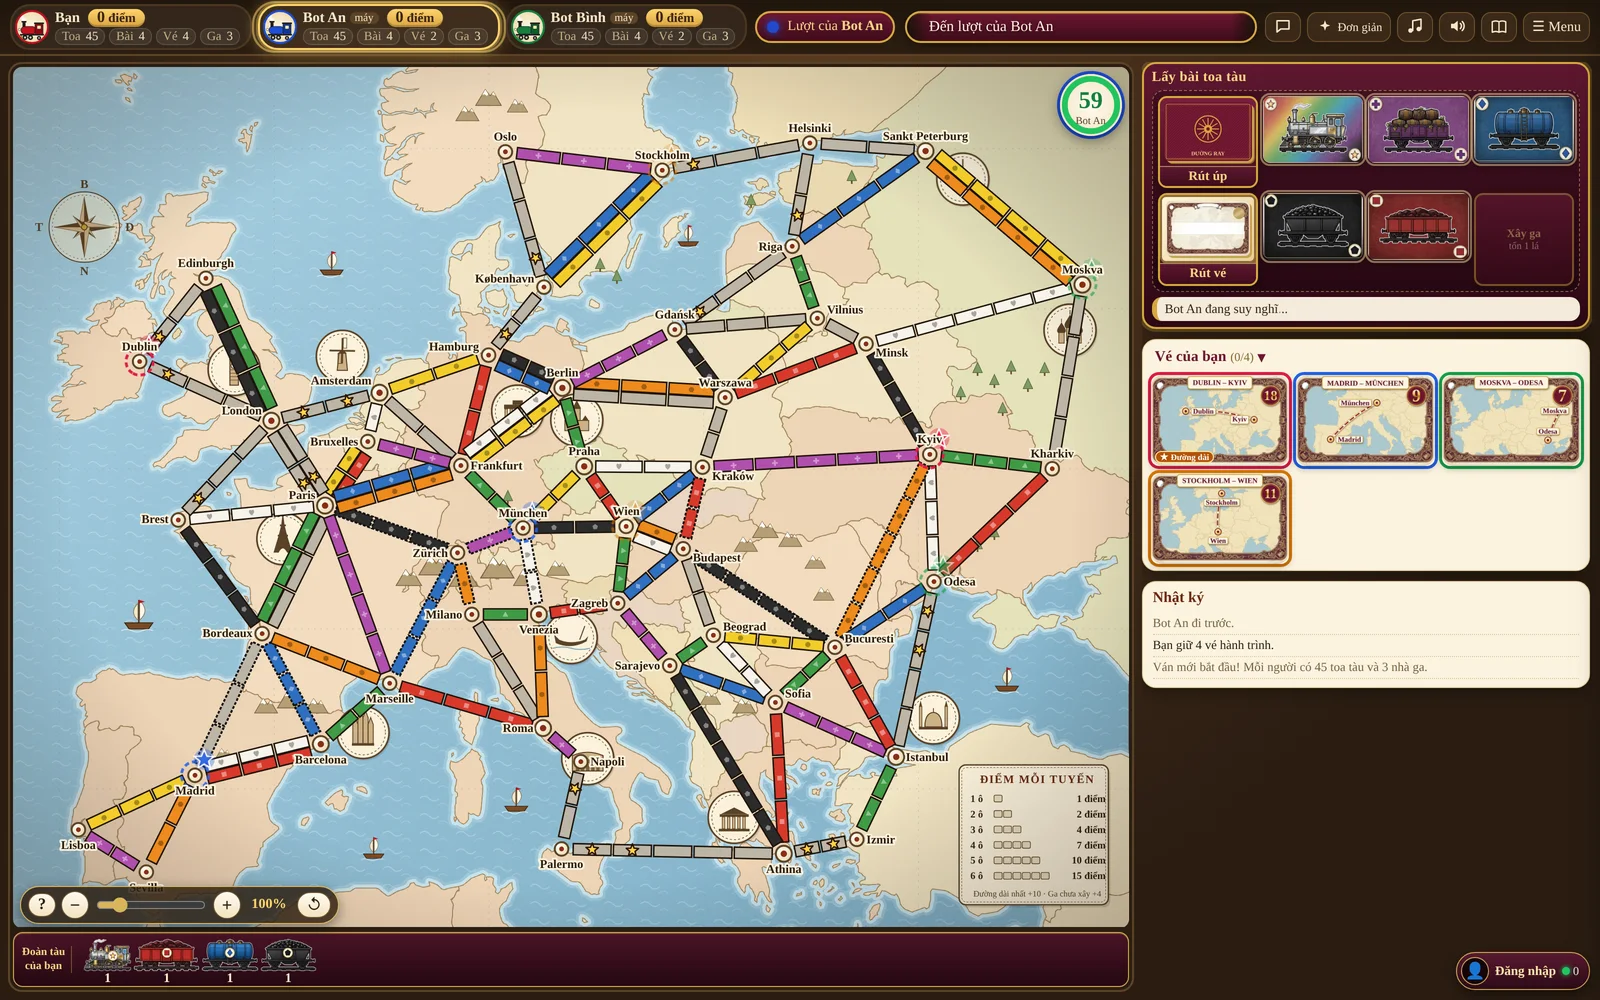 Bạn 0 điểm
Toa 45 Bài 4 Vé 4 Ga 3
Bot An máy 0 điểm
Toa 45 Bài 4 Vé 2 Ga 3
Bot Bình máy 0 điểm
Toa 45 Bài 4 Vé 2 Ga 3
Lượt của Bot An
Đến lượt của Bot An
Đơn giản
Menu
59
Bot An
B
T
Đ
N
Oslo
Stockholm
Helsinki
Sankt Peterburg
Edinburgh
København
Riga
Moskva
Dublin
Hamburg
Gdańsk
Vilnius
Minsk
Amsterdam
Berlin
Warszawa
London
Bruxelles
Frankfurt
Praha
Kraków
Kyiv
Kharkiv
Paris
Brest
München
Wien
Zürich
Budapest
Odesa
Bordeaux
Milano
Venezia
Zagreb
Beograd
Bucuresti
Sarajevo
Marseille
Sofia
Roma
Barcelona
Napoli
Istanbul
Madrid
Lisboa
Sevilla
Palermo
Athina
Izmir
ĐIỂM MỖI TUYẾN
1 ô 1 điểm
2 ô 2 điểm
3 ô 4 điểm
4 ô 7 điểm
5 ô 10 điểm
6 ô 15 điểm
Đường dài nhất +10 · Ga chưa xây +4
? − + 100%
Đoàn tàu
của bạn
1 1 1 1
Lấy bài toa tàu
ĐƯỜNG RAY
Rút úp
Rút vé
Xây ga
tốn 1 lá
Bot An đang suy nghĩ...
Vé của bạn (0/4) ▼
DUBLIN – KYIV
18
Dublin
Kyiv
★ Đường dài
MADRID – MÜNCHEN
9
München
Madrid
MOSKVA – ODESA
7
Moskva
Odesa
STOCKHOLM – WIEN
11
Stockholm
Wien
Nhật ký
Bot An đi trước.
Bạn giữ 4 vé hành trình.
Ván mới bắt đầu! Mỗi người có 45 toa tàu và 3 nhà ga.
Đăng nhập 0